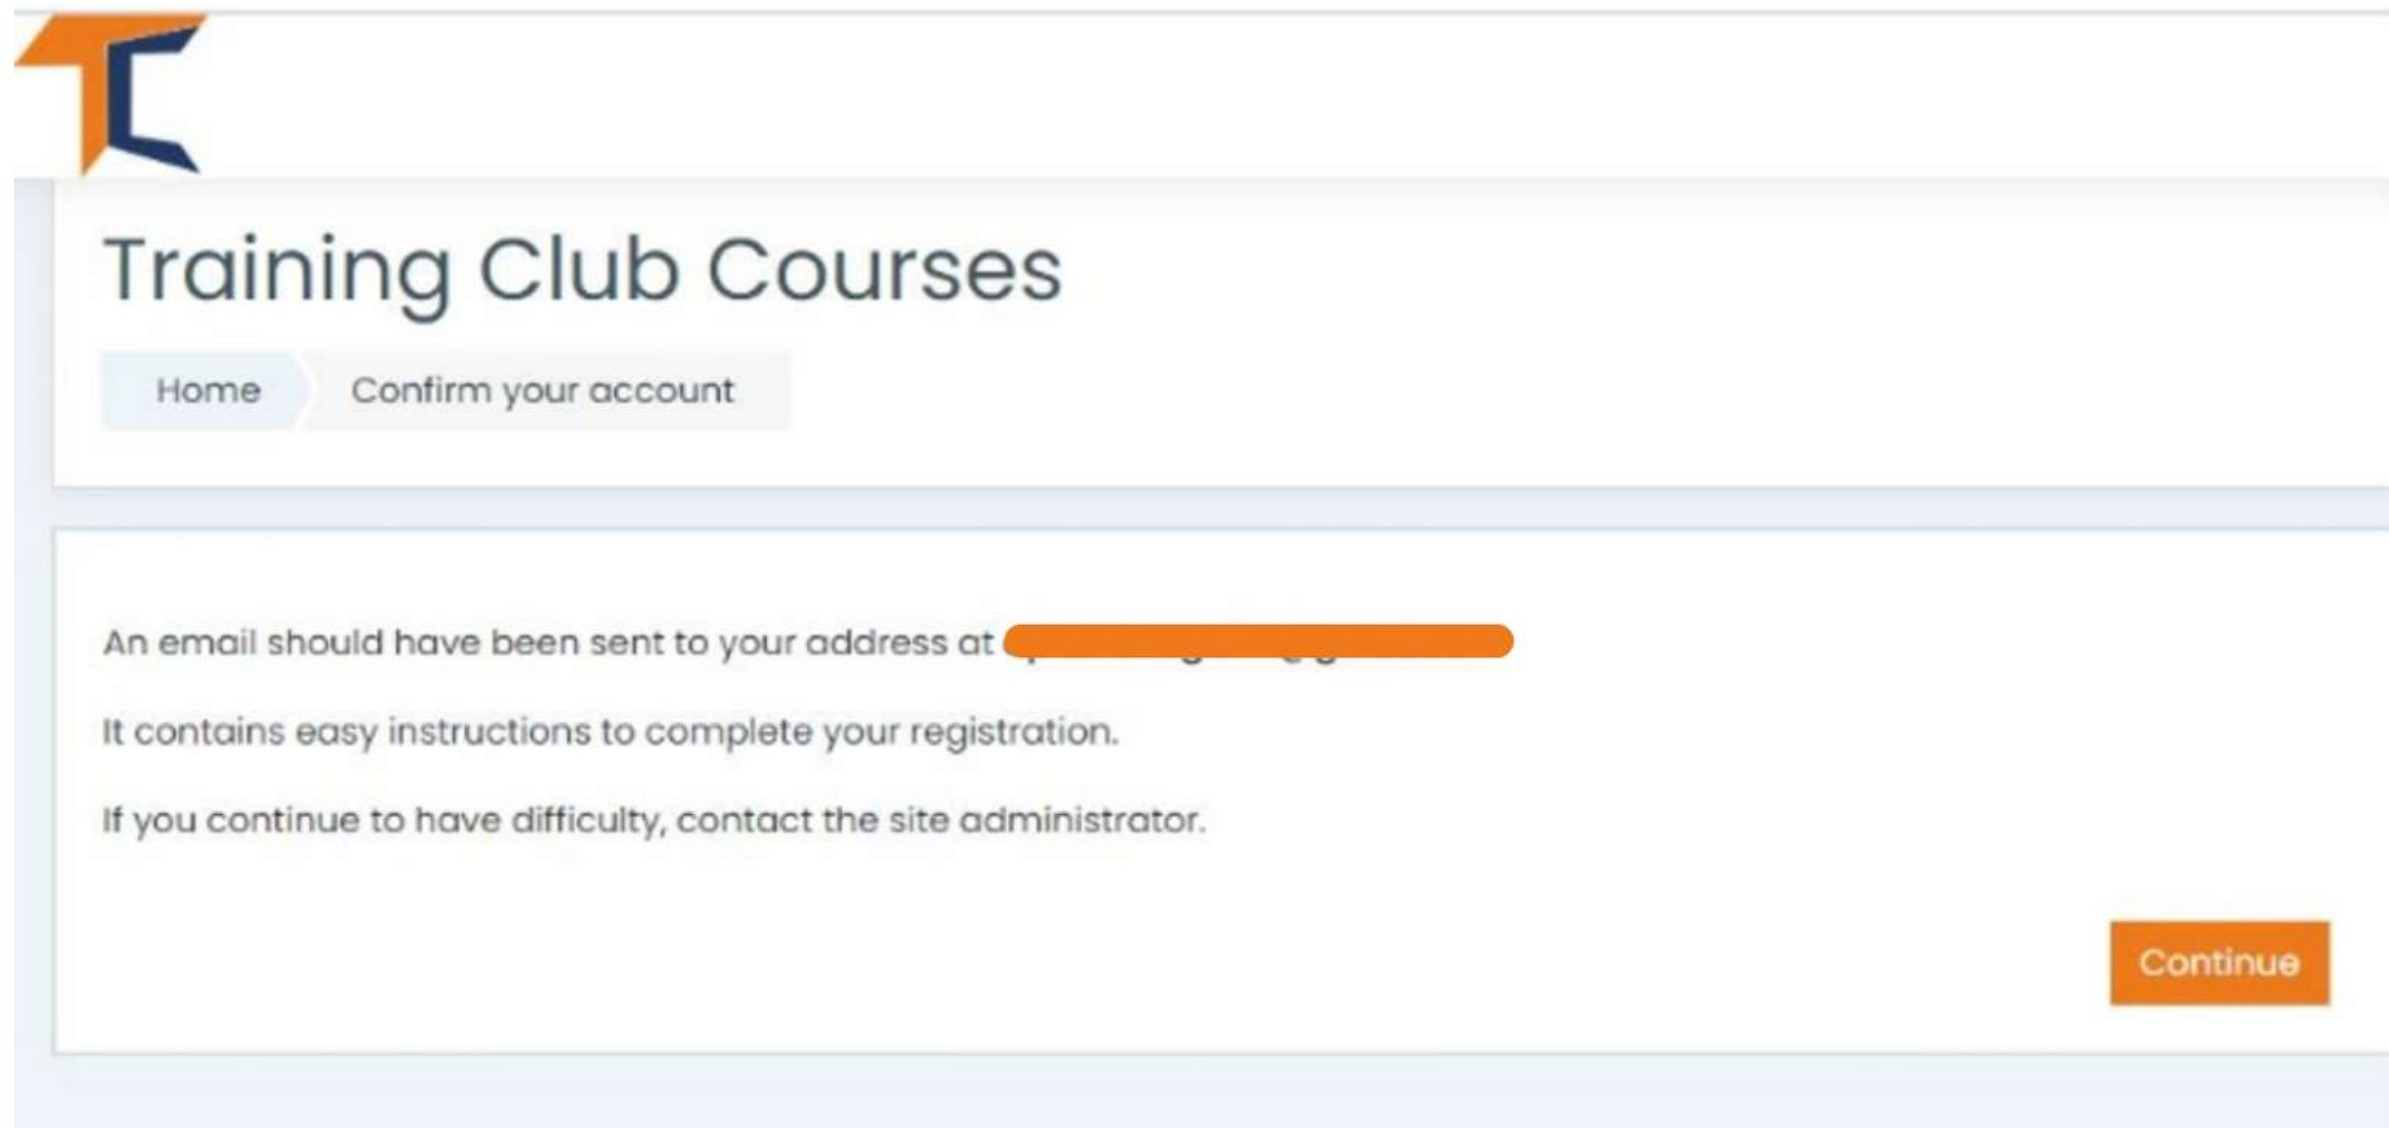 TC
Training Club Courses
Home
Confirm your account
An email should have been sent to your address at
It contains easy instructions to complete your registration.
If you continue to have difficulty, contact the site administrator.
Continue